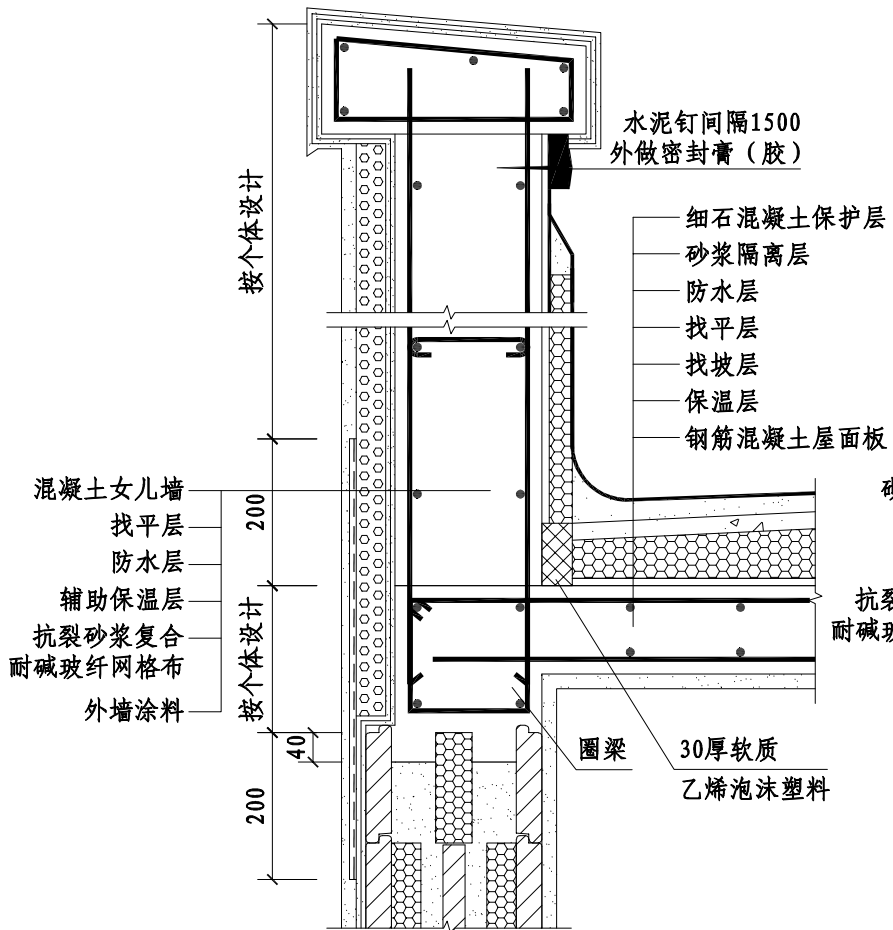 水泥钉间隔1500
外做密封膏（胶）
细石混凝土保护层
砂浆隔离层
防水层
找平层
找坡层
保温层
钢筋混凝土屋面板
按个体设计
200
按个体设计
40
200
混凝土女儿墙
找平层
防水层
辅助保温层
抗裂砂浆复合
耐碱玻纤网格布
外墙涂料
圈梁
30厚软质
乙烯泡沫塑料
抗裂
耐碱玻